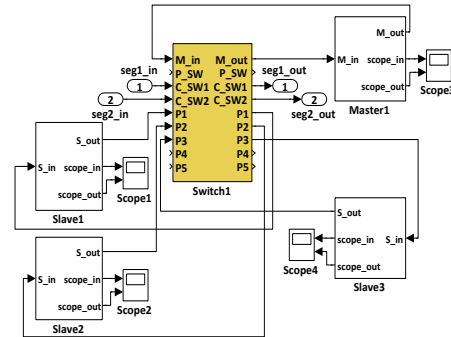 M_out
M_in
scope_in
scope_out
Scope3
Master1
seg1_in
1
seg2_in
2
M_in
P_SW
C_SW1
C_SW2
P1
P2
P3
P4
P5
M_out
P_SW
C_SW1
C_SW2
P1
P2
P3
P4
P5
Switch1
seg1_out
1
2
seg2_out
S_out
S_in
scope_in
scope_out
Scope1
Slave1
S_out
S_in
scope_in
scope_out
Scope2
Slave2
S_out
scope_in
S_in
scope_out
Scope4
Slave3